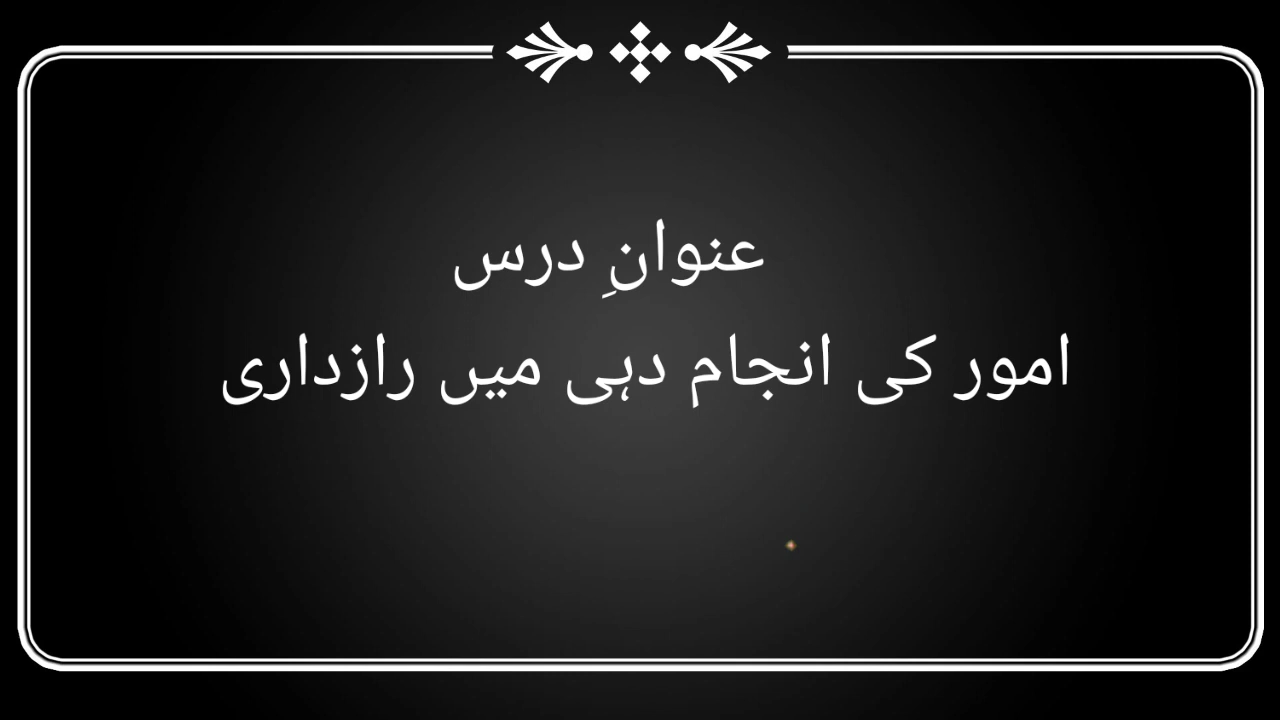 عنوانِ درس
امور کی انجام دہی میں رازداری